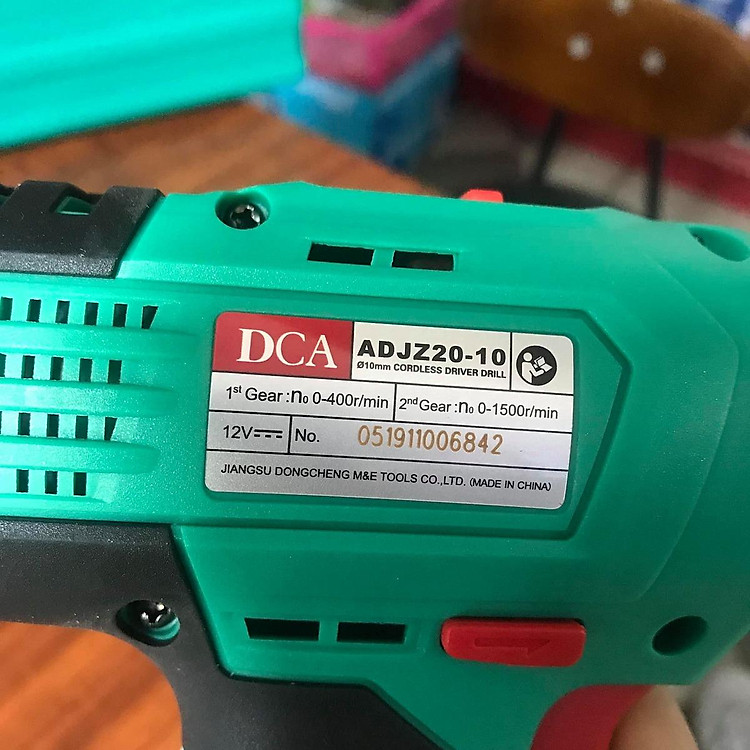 DCA
ADJZ20-10
Ø10mm CORDLESS DRIVER DRILL
1st Gear:n₀ 0-400r/min
2nd Gear:n₀ 0-1500r/min
12V
No. 051911006842
JIANGSU DONGCHENG M&E TOOLS CO.,LTD. (MADE IN CHINA)